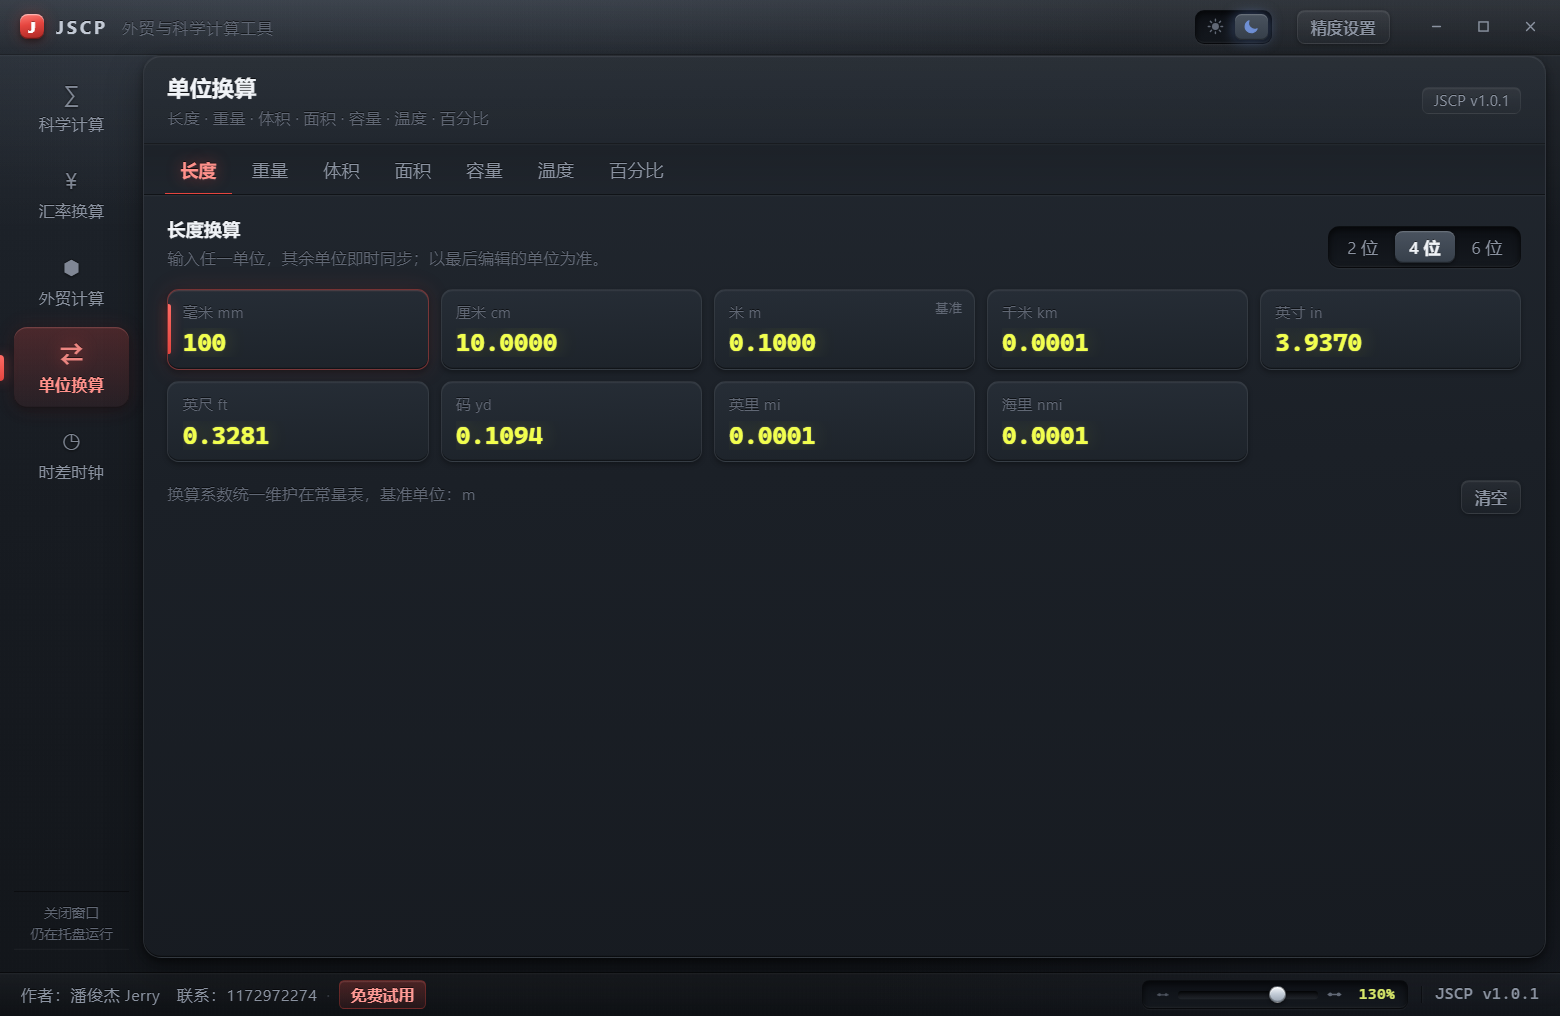 J JSCP 外贸与科学计算工具
精度设置
∑
科学计算
¥
汇率换算
外贸计算
单位换算
时差时钟
关闭窗口
仍在托盘运行
单位换算
长度 · 重量 · 体积 · 面积 · 容量 · 温度 · 百分比
JSCP v1.0.1
长度 重量 体积 面积 容量 温度 百分比
长度换算
输入任一单位，其余单位即时同步；以最后编辑的单位为准。
2 位 4 位 6 位
毫米 mm
100
厘米 cm
10.0000
米 m 基准
0.1000
千米 km
0.0001
英寸 in
3.9370
英尺 ft
0.3281
码 yd
0.1094
英里 mi
0.0001
海里 nmi
0.0001
换算系数统一维护在常量表，基准单位：m
清空
作者：潘俊杰 Jerry 联系：1172972274 · 免费试用
130%
JSCP v1.0.1